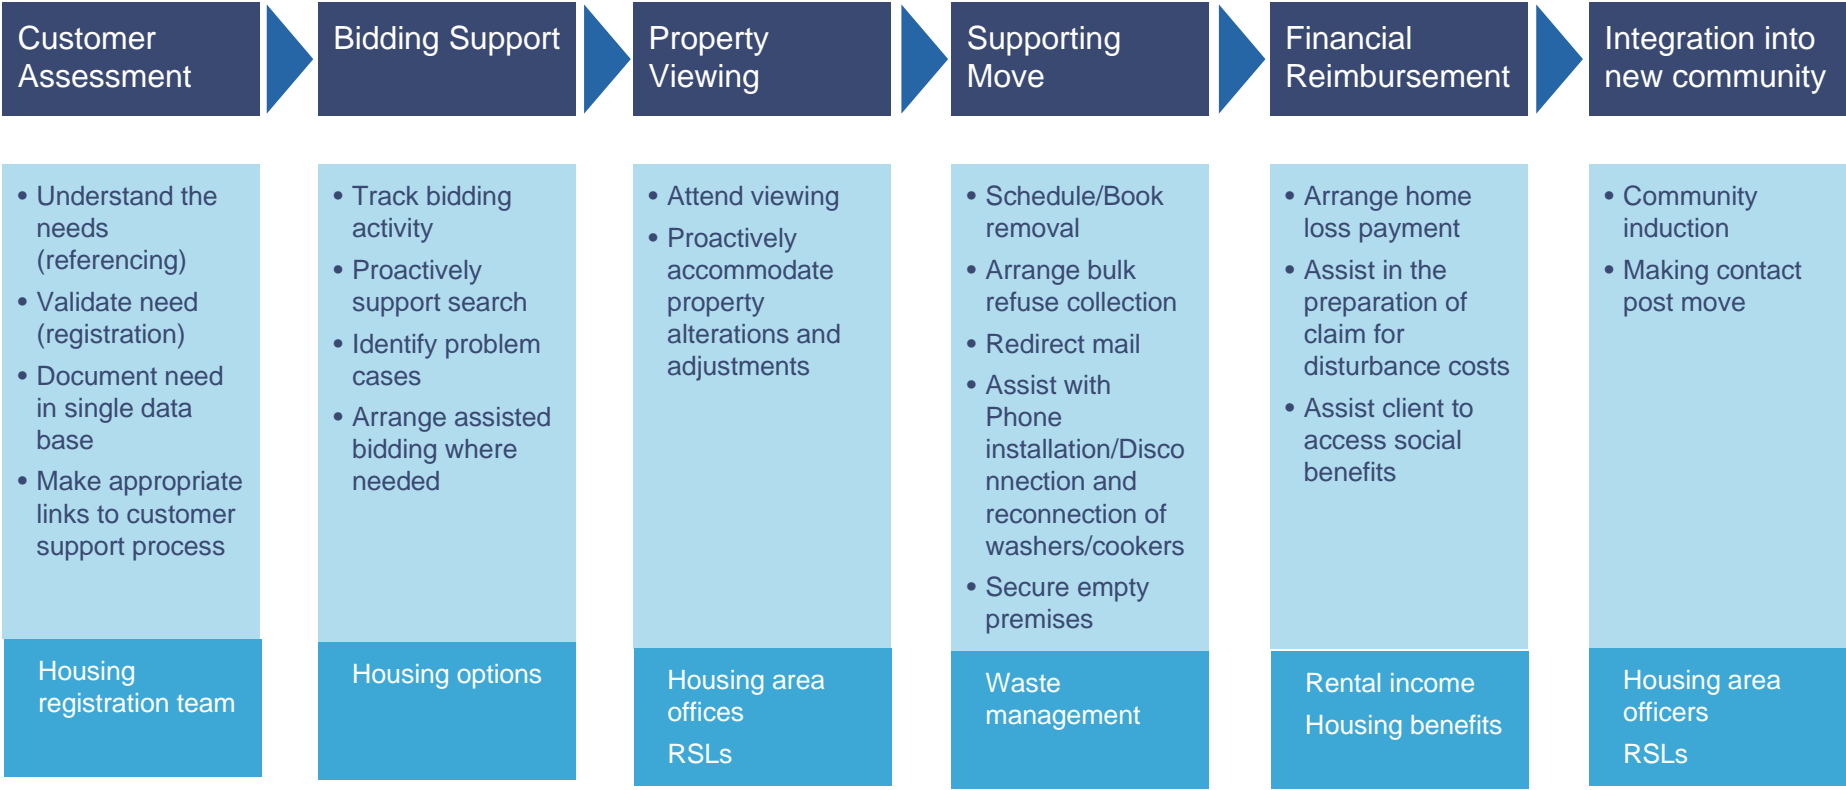 Customer
Assessment
Bidding Support
Property
Viewing
Supporting
Move
Financial
Reimbursement
Integration into
new community
• Understand the
needs
(referencing)
• Validate need
(registration)
• Document need
in single data
base
• Make appropriate
links to customer
support process
• Track bidding
activity
• Proactively
support search
• Identify problem
cases
• Arrange assisted
bidding where
needed
• Attend viewing
• Proactively
accommodate
property
alterations and
adjustments
• Schedule/Book
removal
• Arrange bulk
refuse collection
• Redirect mail
• Assist with
Phone
installation/Disco
nnection and
reconnection of
washers/cookers
• Secure empty
premises
• Arrange home
loss payment
• Assist in the
preparation of
claim for
disturbance costs
• Assist client to
access social
benefits
• Community
induction
• Making contact
post move
Housing
registration team
Housing options
Housing area
offices
RSLs
Waste
management
Rental income
Housing benefits
Housing area
officers
RSLs